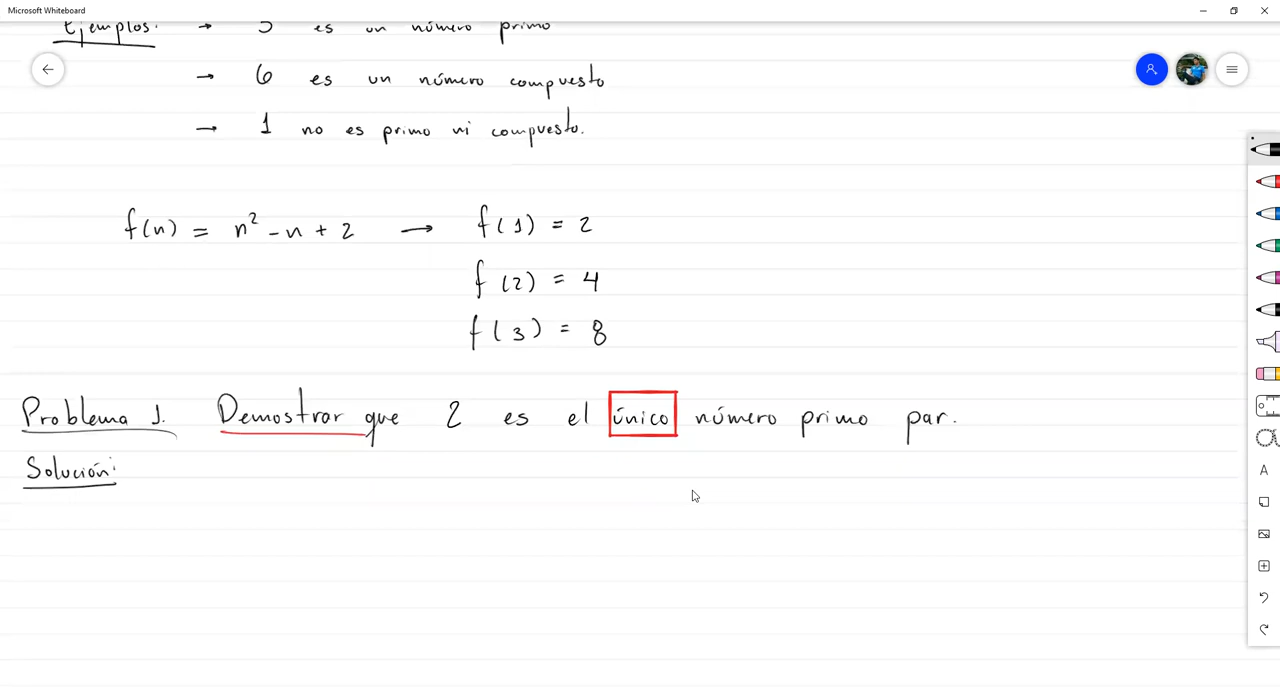 Microsoft Whiteboard
Ejemplos: → 5 es un número primo
→ 6 es un número compuesto
→ 1 no es primo ni compuesto.
f(n) = n² - n + 2 → f(1) = 2
f(2) = 4
f(3) = 8
Problema 1. Demostrar que 2 es el único número primo par.
Solución: